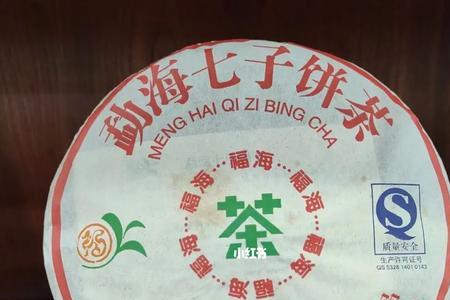 勐海七子饼茶
MENG HAI QI ZI BING CHA
福海…福海…福海…福海…福海…福海…福海
茶
小红书
质量安全
生产许可证号
QS 5328 1401 0143